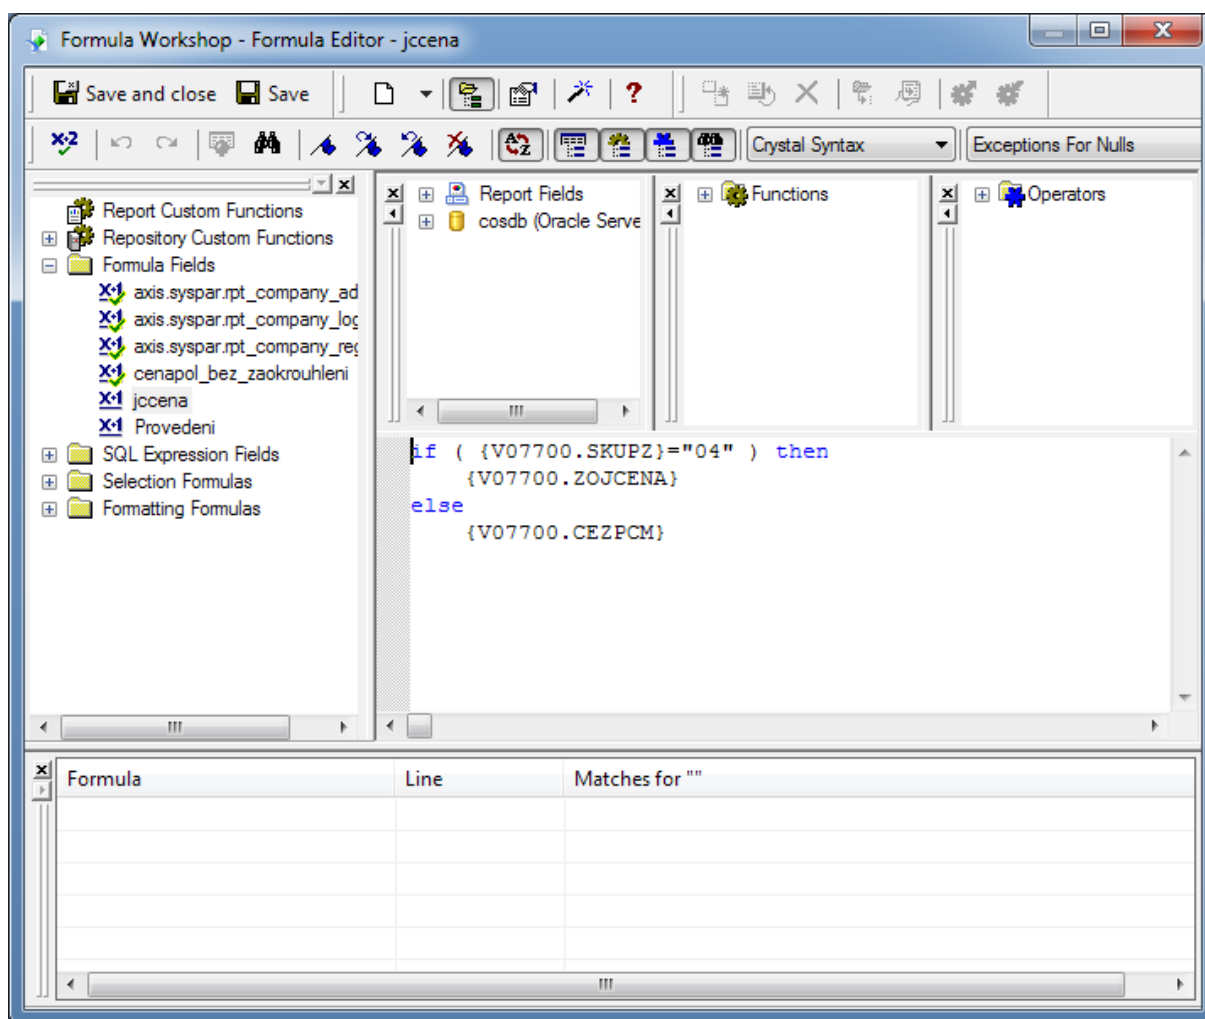 Formula Workshop - Formula Editor - jccena
Save and close Save
Crystal Syntax Exceptions For Nulls
Report Custom Functions
Repository Custom Functions
Formula Fields
axis.syspar.rpt_company_ad
axis.syspar.rpt_company_log
axis.syspar.rpt_company_reg
cenapol_bez_zaokrouhleni
jccena
Provedeni
SQL Expression Fields
Selection Formulas
Formatting Formulas
Report Fields
cosdb (Oracle Serve
Functions
Operators
if ( {V07700.SKUPZ}="04" ) then
{V07700.ZOJCENA}
else
{V07700.CEZPCM}
Formula Line Matches for ""